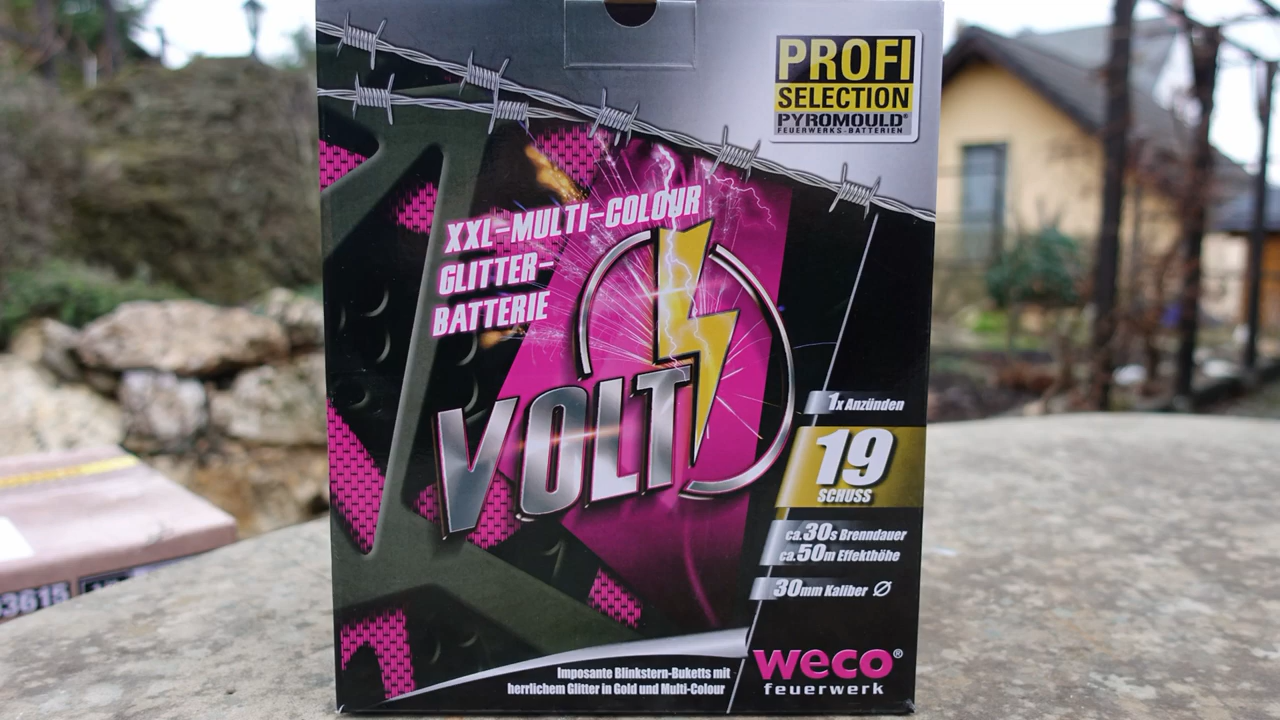 PROFI
SELECTION
PYROMOULD®
FEUERWERKS-BATTERIEN
XXL-MULTI-COLOUR
GLITTER-
BATTERIE
VOLT
1x Anzünden
19
SCHUSS
ca.30s Brenndauer
ca.50m Effekthöhe
30mm Kaliber Ø
weco®
feuerwerk
Imposante Blinkstern-Buketts mit
herrlichem Glitter in Gold und Multi-Colour
3615